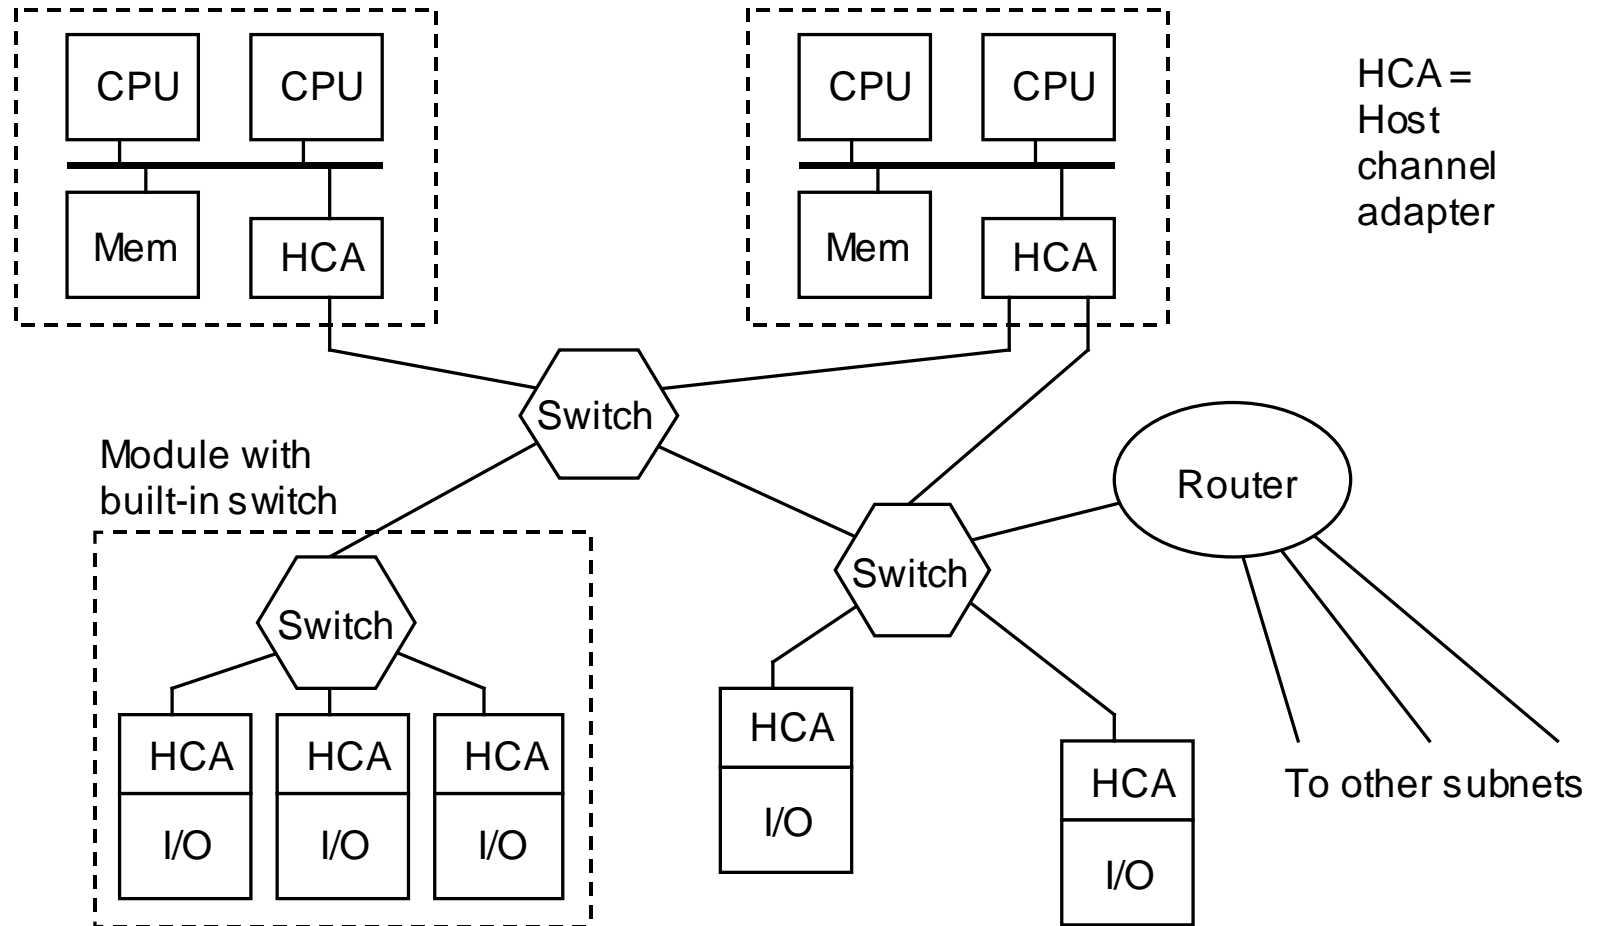 CPU
CPU
Mem
HCA
CPU
CPU
Mem
HCA
HCA =
Host
channel
adapter
Switch
Module with
built-in switch
Switch
HCA
I/O
HCA
I/O
HCA
I/O
Switch
HCA
I/O
HCA
I/O
Router
To other subnets